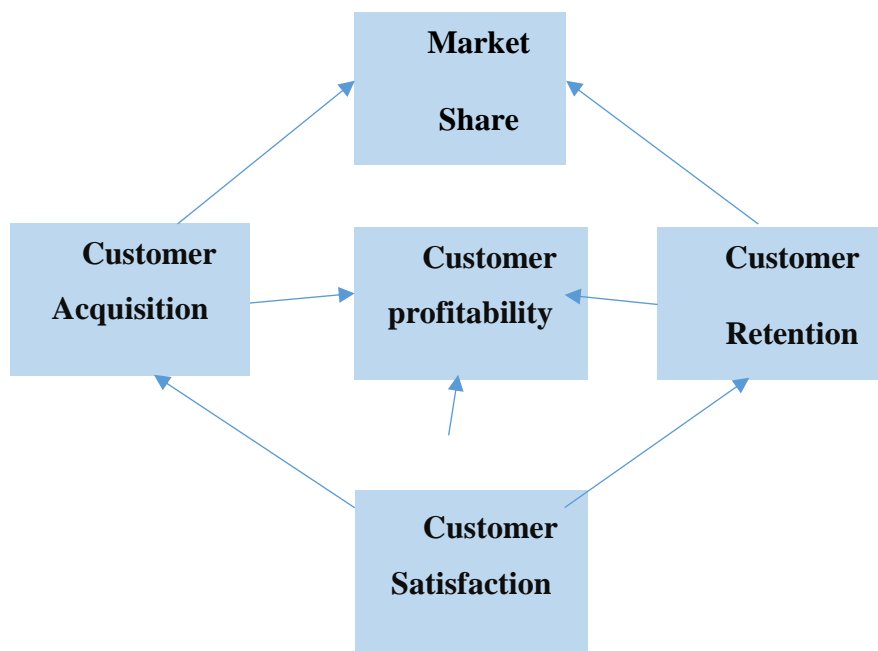 Market
Share
Customer
Acquisition
Customer
profitability
Customer
Retention
Customer
Satisfaction